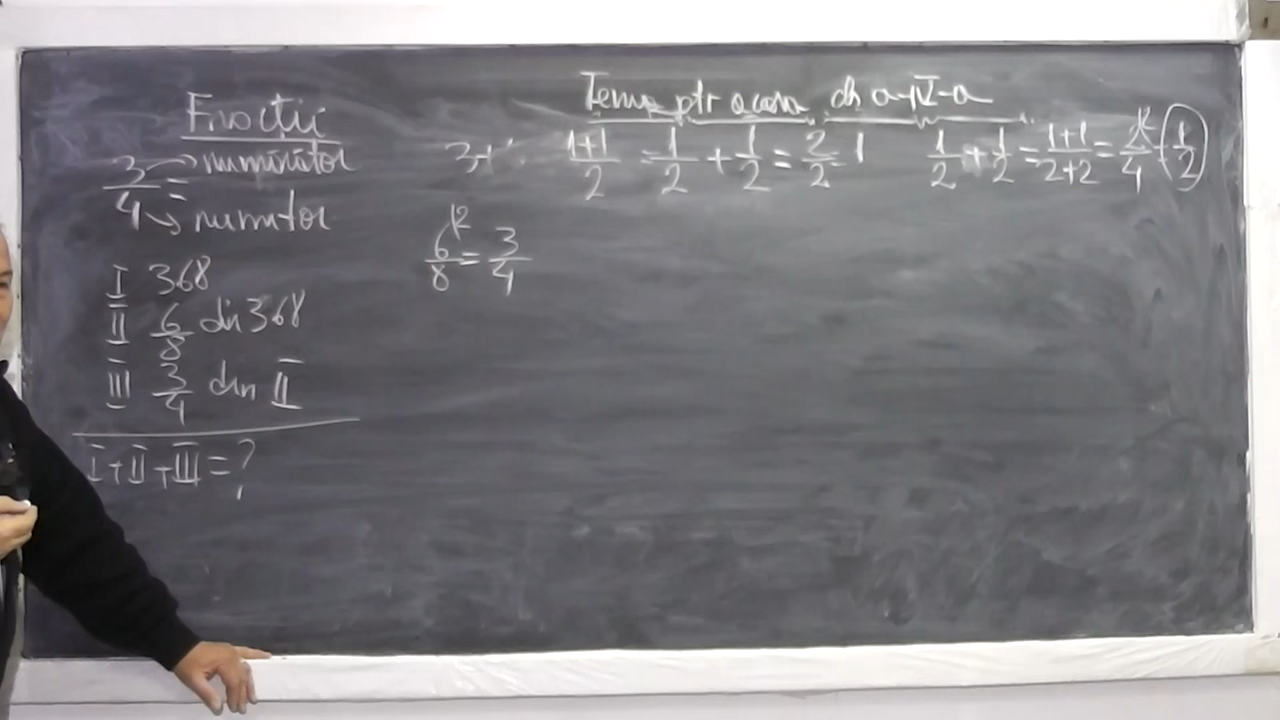 Fractii
3/4 → numărător
→ numitor
I 368
II 6/8 din 368
III 3/4 din II
I+II+III=?
Tema ptr acasa cls a-IV-a
(1+1)/2 = 1/2 + 1/2 = 2/2 = 1
1/2 + 1/2 = (1+1)/(2+2) = 2/4 = 1/2
6/8 = 3/4